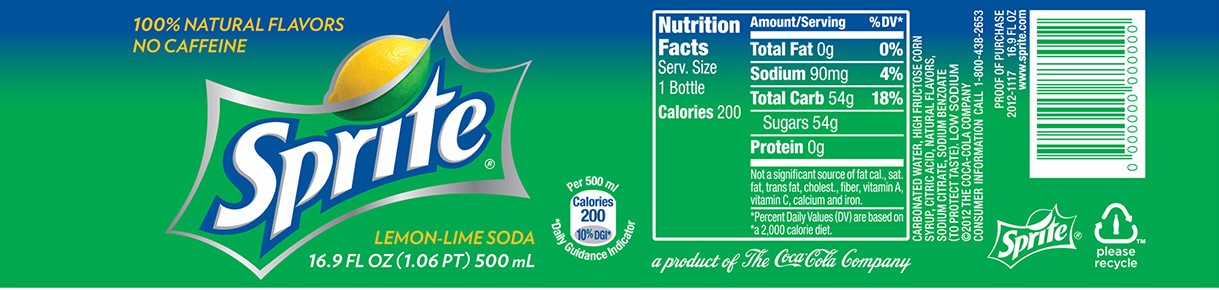 100% NATURAL FLAVORS
NO CAFFEINE
Sprite®
LEMON-LIME SODA
16.9 FL OZ (1.06 PT) 500 mL
Per 500 ml
Calories
200
10% DGI*
*Daily Guidance Indicator
Nutrition
Facts
Serv. Size
1 Bottle
Calories 200
Amount/Serving %DV*
Total Fat 0g 0%
Sodium 90mg 4%
Total Carb 54g 18%
Sugars 54g
Protein 0g
Not a significant source of fat cal., sat.
fat, trans fat, cholest., fiber, vitamin A,
vitamin C, calcium and iron.
*Percent Daily Values (DV) are based on
*a 2,000 calorie diet.
a product of The Coca-Cola Company
CARBONATED WATER, HIGH FRUCTOSE CORN
SYRUP, CITRIC ACID, NATURAL FLAVORS,
SODIUM CITRATE, SODIUM BENZOATE
(TO PROTECT TASTE). LOW SODIUM
©2012 THE COCA-COLA COMPANY
CONSUMER INFORMATION CALL 1-800-438-2653
PROOF OF PURCHASE
2012-1117 16.9 FL OZ
www.sprite.com
0 000000 000000 0
Sprite®
please
recycle™